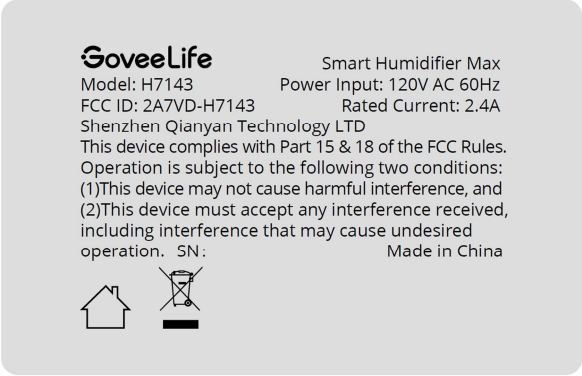 GoveeLife
Smart Humidifier Max
Model: H7143 Power Input: 120V AC 60Hz
FCC ID: 2A7VD-H7143 Rated Current: 2.4A
Shenzhen Qianyan Technology LTD
This device complies with Part 15 & 18 of the FCC Rules.
Operation is subject to the following two conditions:
(1)This device may not cause harmful interference, and
(2)This device must accept any interference received,
including interference that may cause undesired
operation. SN: Made in China